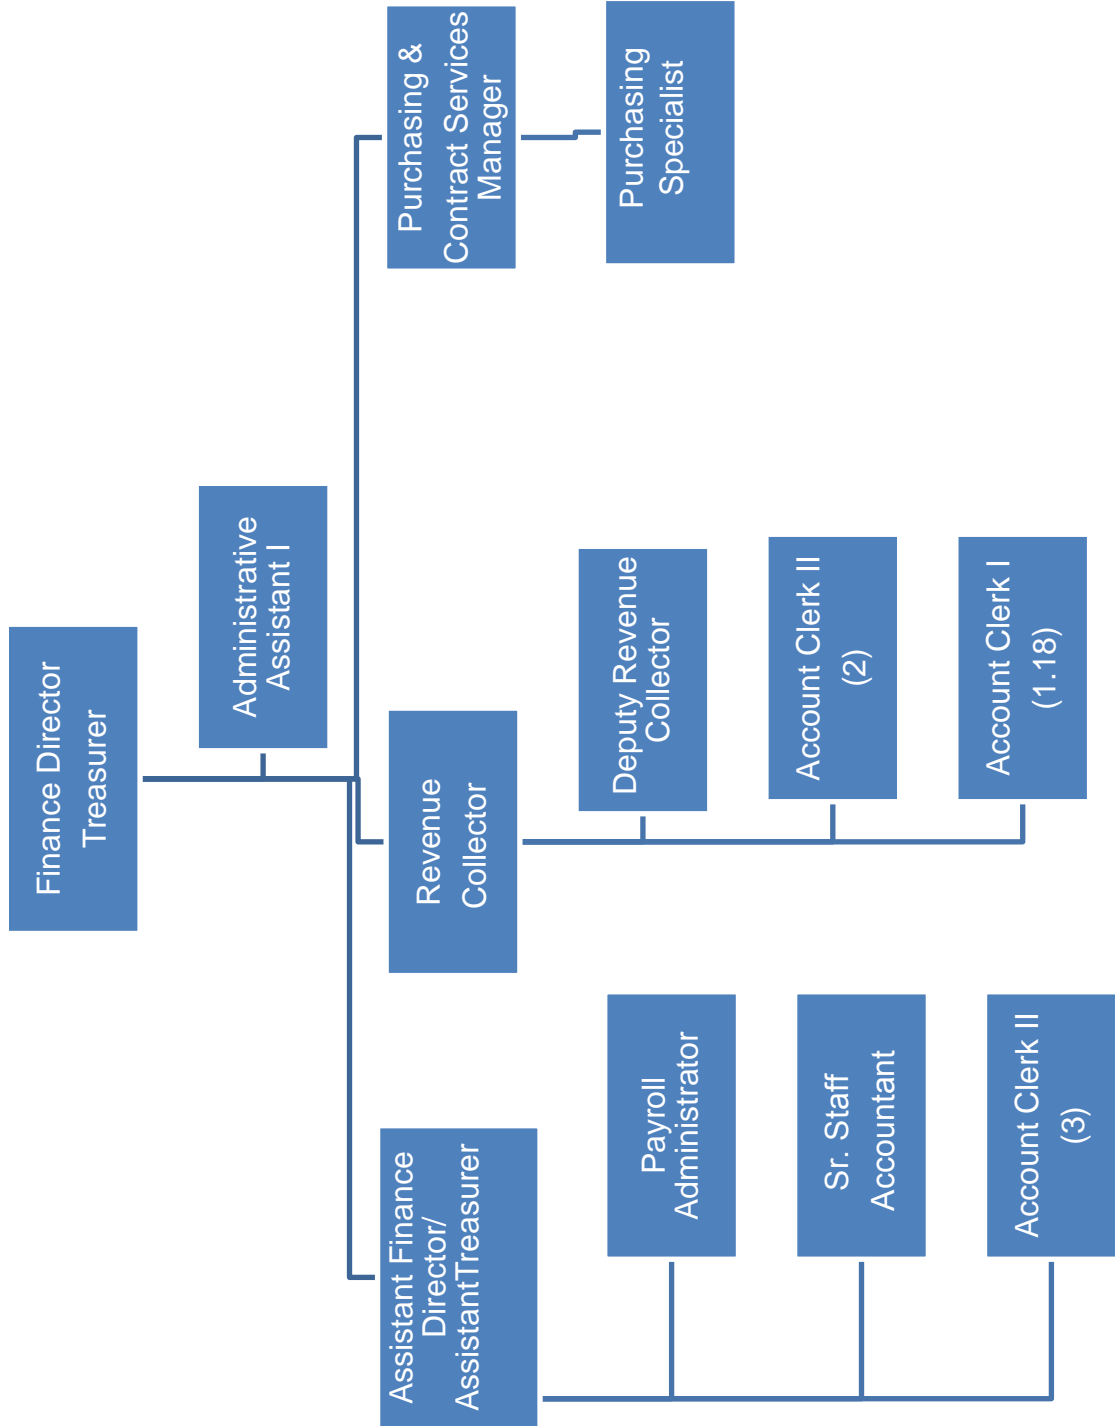 Finance Director
Treasurer
Administrative
Assistant I
Assistant Finance
Director/
AssistantTreasurer
Revenue
Collector
Purchasing &
Contract Services
Manager
Payroll
Administrator
Sr. Staff
Accountant
Account Clerk II
(3)
Deputy Revenue
Collector
Account Clerk II
(2)
Account Clerk I
(1.18)
Purchasing
Specialist